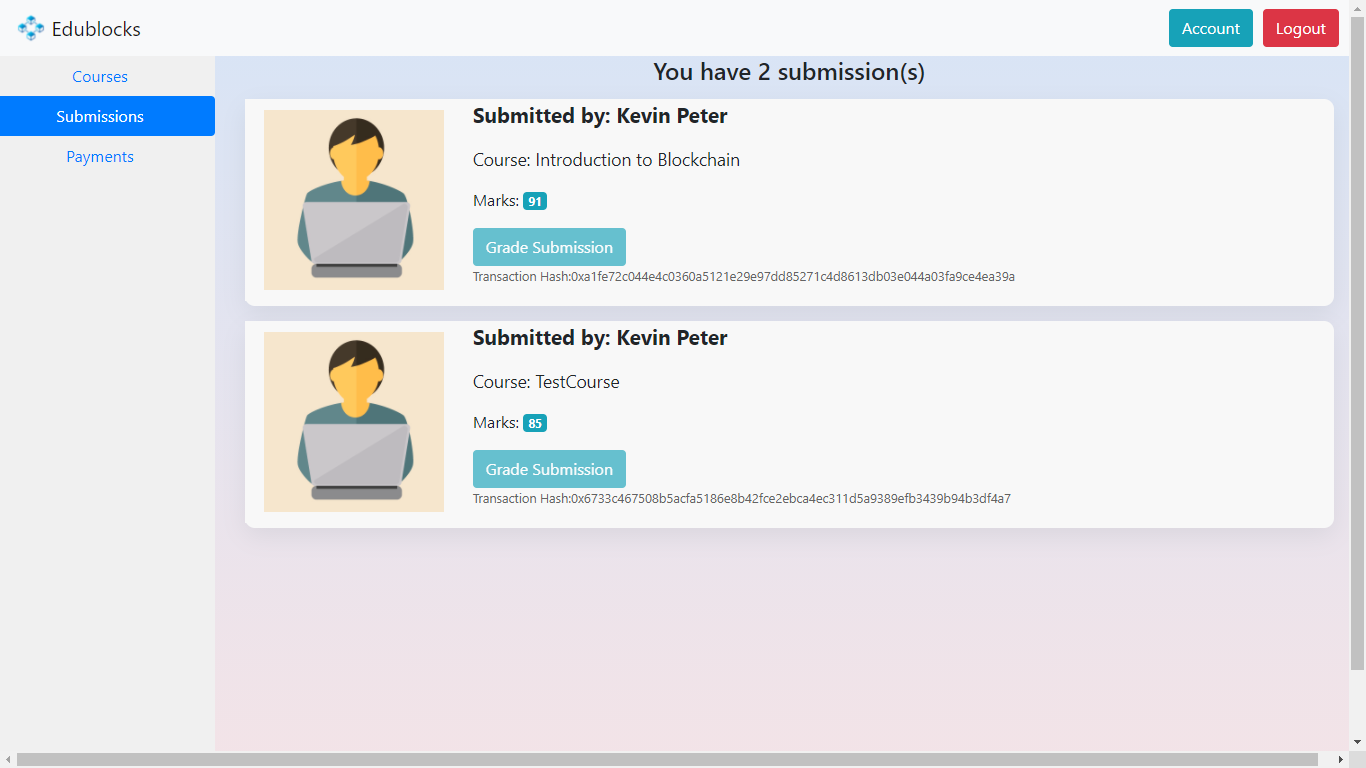 Edublocks
Account
Logout
Courses
Submissions
Payments
You have 2 submission(s)
Submitted by: Kevin Peter
Course: Introduction to Blockchain
Marks: 91
Grade Submission
Transaction Hash:0xa1fe72c044e4c0360a5121e29e97dd85271c4d8613db03e044a03fa9ce4ea39a
Submitted by: Kevin Peter
Course: TestCourse
Marks: 85
Grade Submission
Transaction Hash:0x6733c467508b5acfa5186e8b42fce2ebca4ec311d5a9389efb3439b94b3df4a7